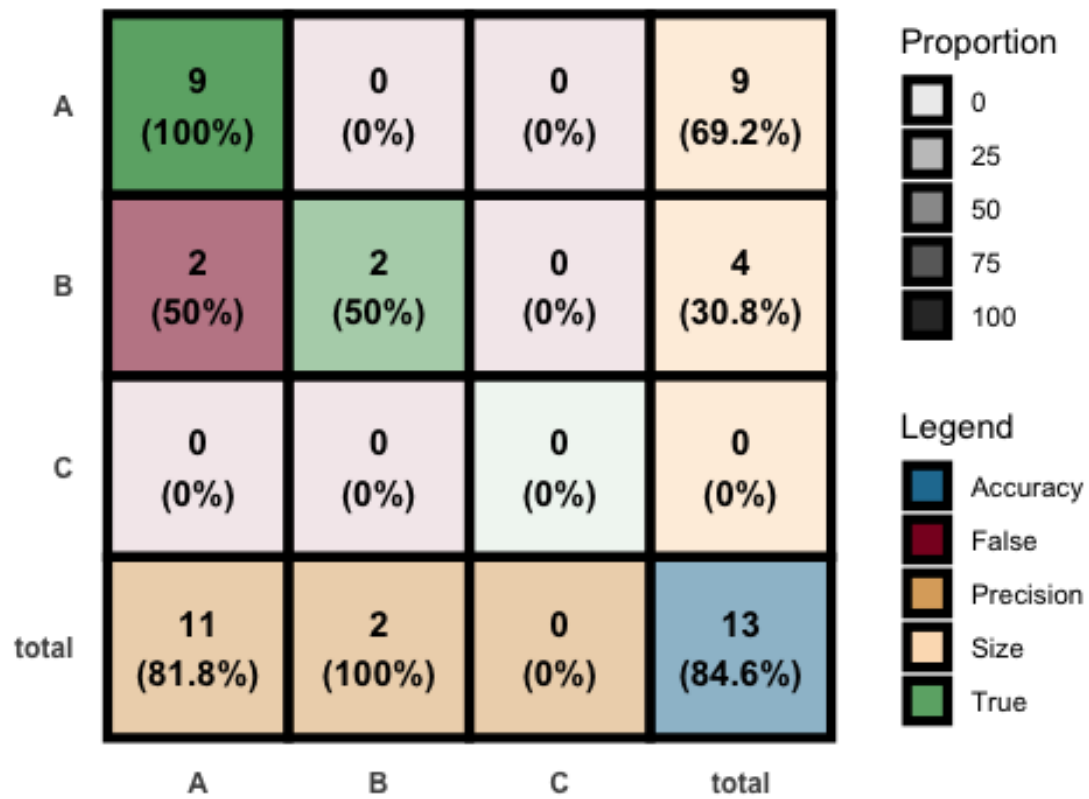 A
9
(100%)
0
(0%)
0
(0%)
9
(69.2%)
B
2
(50%)
2
(50%)
0
(0%)
4
(30.8%)
C
0
(0%)
0
(0%)
0
(0%)
0
(0%)
total
11
(81.8%)
2
(100%)
0
(0%)
13
(84.6%)
A
B
C
total
Proportion
0
25
50
75
100
Legend
Accuracy
False
Precision
Size
True